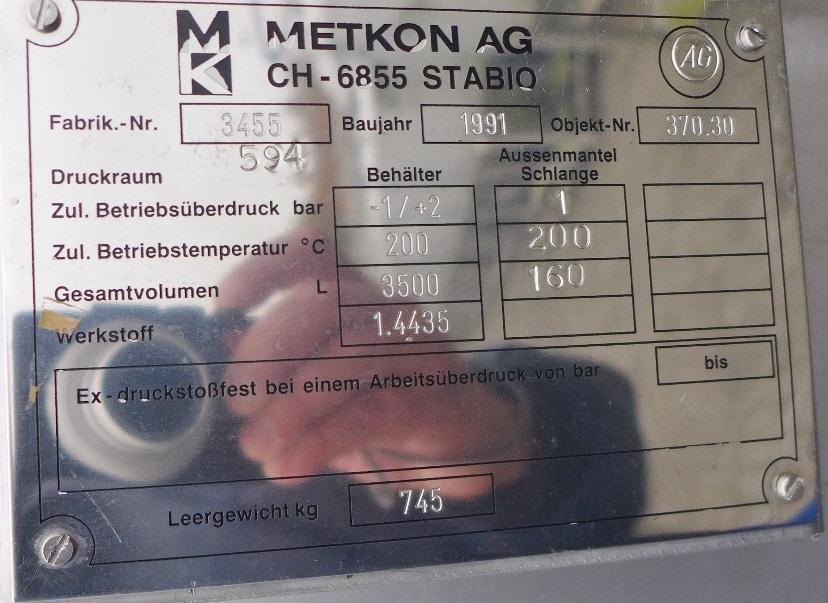 MK METKON AG AG
CH-6855 STABIO
Fabrik.-Nr. 3455 Baujahr 1991 Objekt-Nr. 370.30
594
Druckraum Behälter Aussenmantel Schlange
Zul. Betriebsüberdruck bar -1/+2 1
Zul. Betriebstemperatur °C 200 200
Gesamtvolumen L 3500 160
Werkstoff 1.4435
Ex-druckstoßfest bei einem Arbeitsüberdruck von bar bis
Leergewicht kg 745